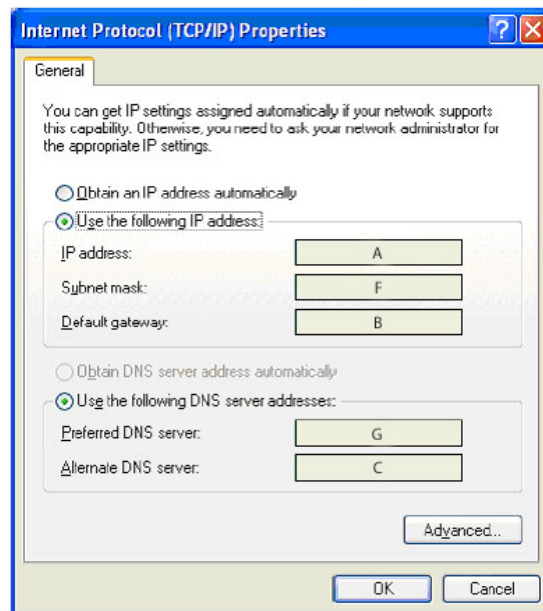 Internet Protocol (TCP/IP) Properties
?
General
You can get IP settings assigned automatically if your network supports
this capability. Otherwise, you need to ask your network administrator for
the appropriate IP settings.
Obtain an IP address automatically
Use the following IP address:
IP address: A
Subnet mask: F
Default gateway: B
Obtain DNS server address automatically
Use the following DNS server addresses:
Preferred DNS server: G
Alternate DNS server: C
Advanced...
OK Cancel